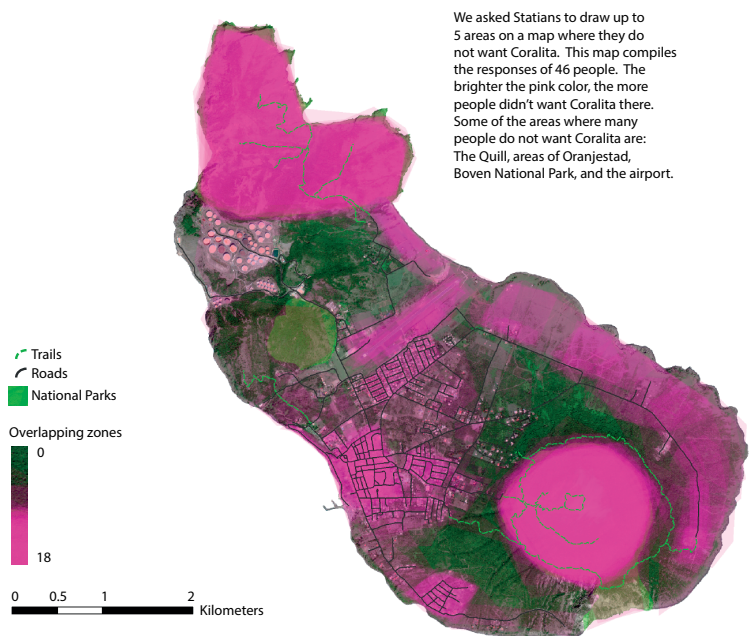 We asked Statians to draw up to
5 areas on a map where they do
not want Coralita. This map compiles
the responses of 46 people. The
brighter the pink color, the more
people didn't want Coralita there.
Some of the areas where many
people do not want Coralita are:
The Quill, areas of Oranjestad,
Boven National Park, and the airport.
Trails
Roads
National Parks
Overlapping zones
0
18
0 0.5 1 2
Kilometers